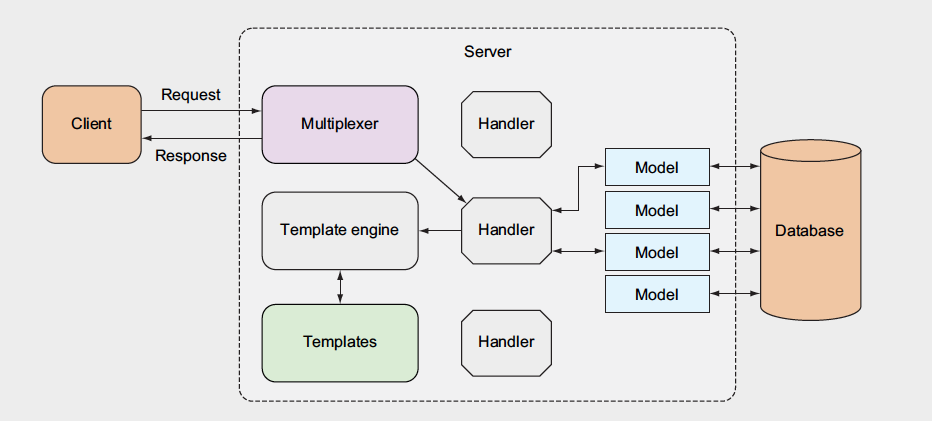 Server
Request
Client
Multiplexer
Handler
Response
Model
Model
Template engine
Handler
Database
Model
Model
Templates
Handler